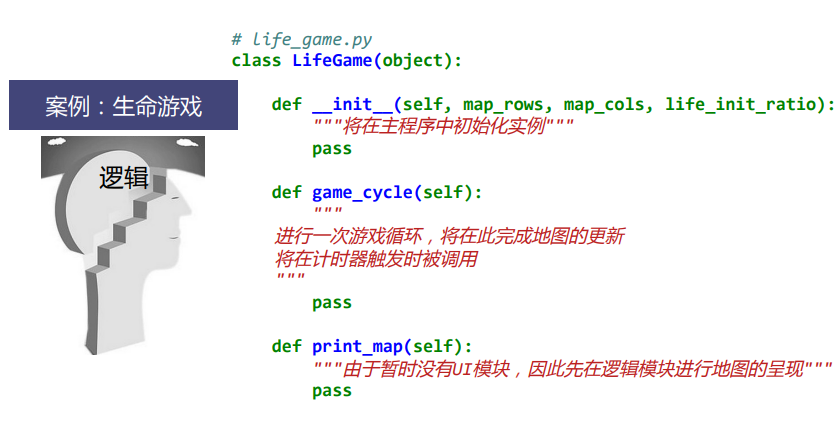 案例：生命游戏
逻辑
# life_game.py
class LifeGame(object):
def __init__(self, map_rows, map_cols, life_init_ratio):
"""将在主程序中初始化实例"""
pass
def game_cycle(self):
"""
进行一次游戏循环，将在此完成地图的更新
将在计时器触发时被调用
"""
pass
def print_map(self):
"""由于暂时没有UI模块，因此先在逻辑模块进行地图的呈现"""
pass